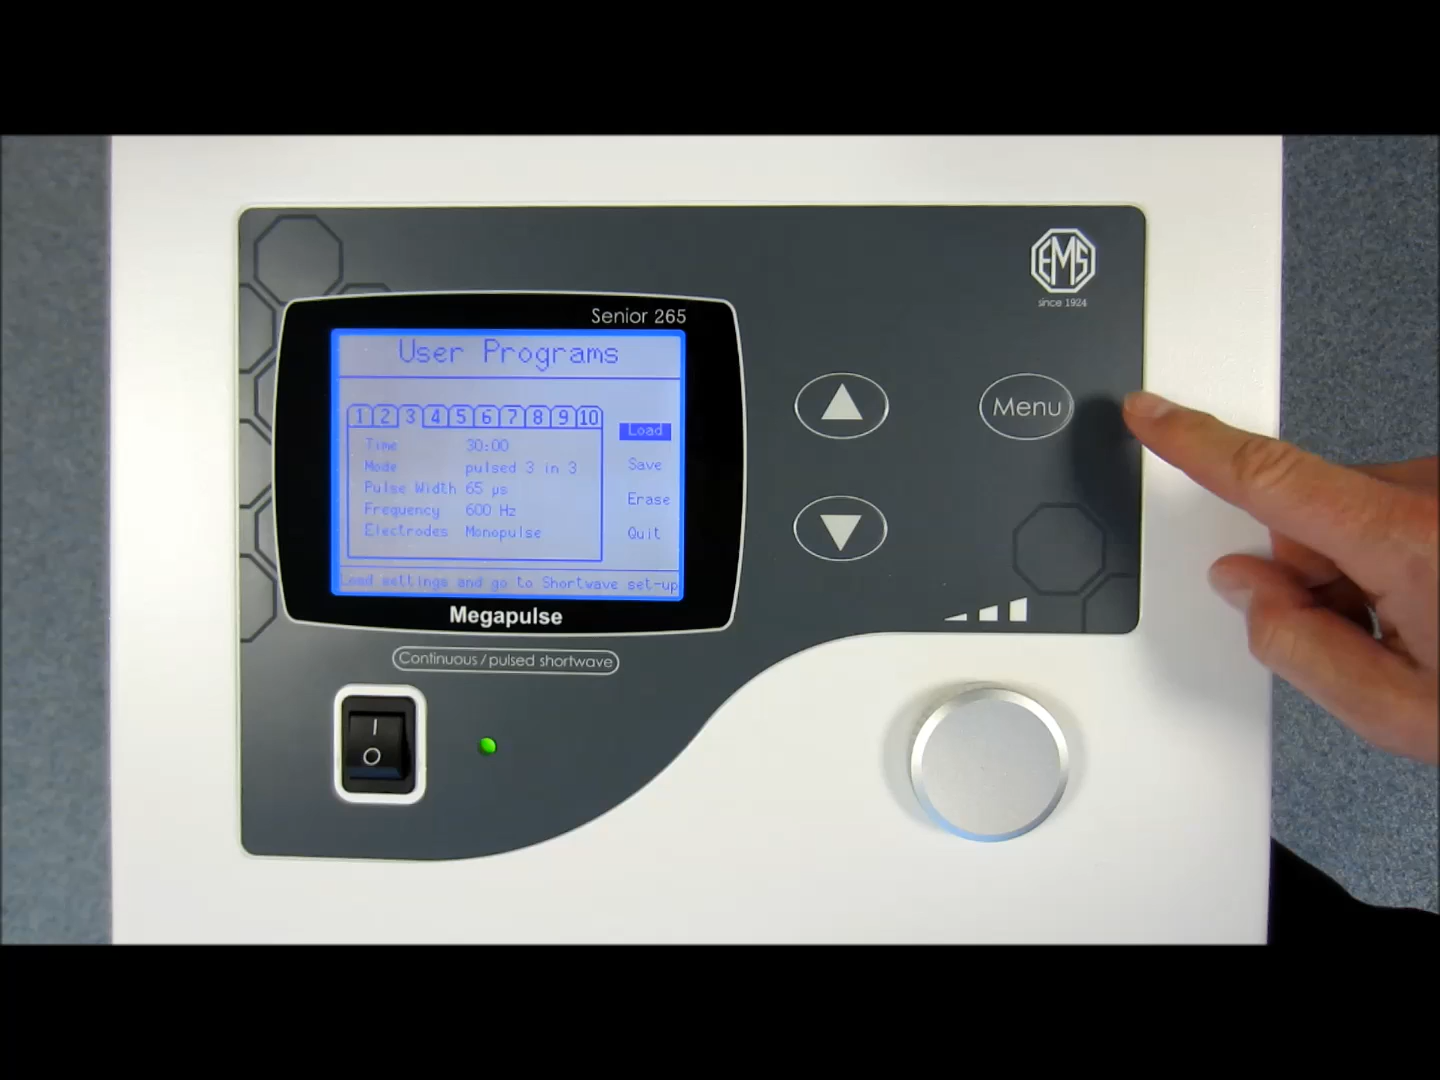 EMS
since 1924
Senior 265
User Programs
1 2 3 4 5 6 7 8 9 10
Time 30:00
Mode pulsed 3 in 3
Pulse Width 65 µs
Frequency 600 Hz
Electrodes Monopulse
Load
Save
Erase
Quit
Load settings and go to Shortwave set-up
Megapulse
Continuous / pulsed shortwave
Menu